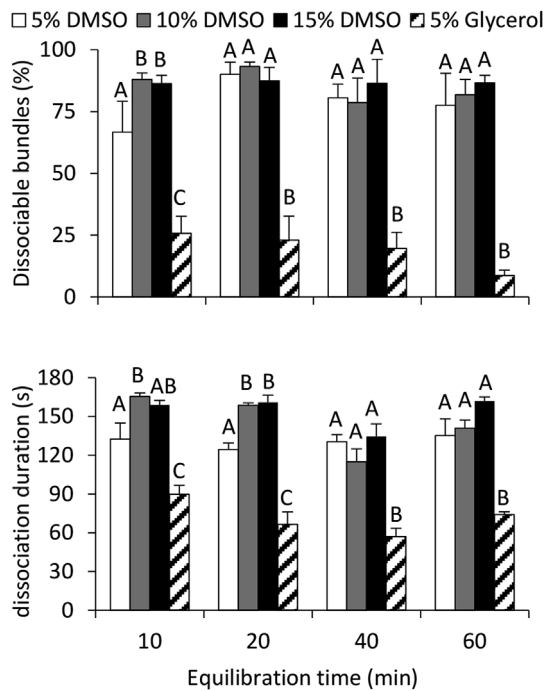 5% DMSO 10% DMSO 15% DMSO 5% Glycerol
Dissociable bundles (%)
100
75
50
25
0
A B B C
A A A B
A A A B
A A A B
dissociation duration (s)
180
150
120
90
60
30
0
A B AB C
A B B C
A A A B
A A A B
10 20 40 60
Equilibration time (min)